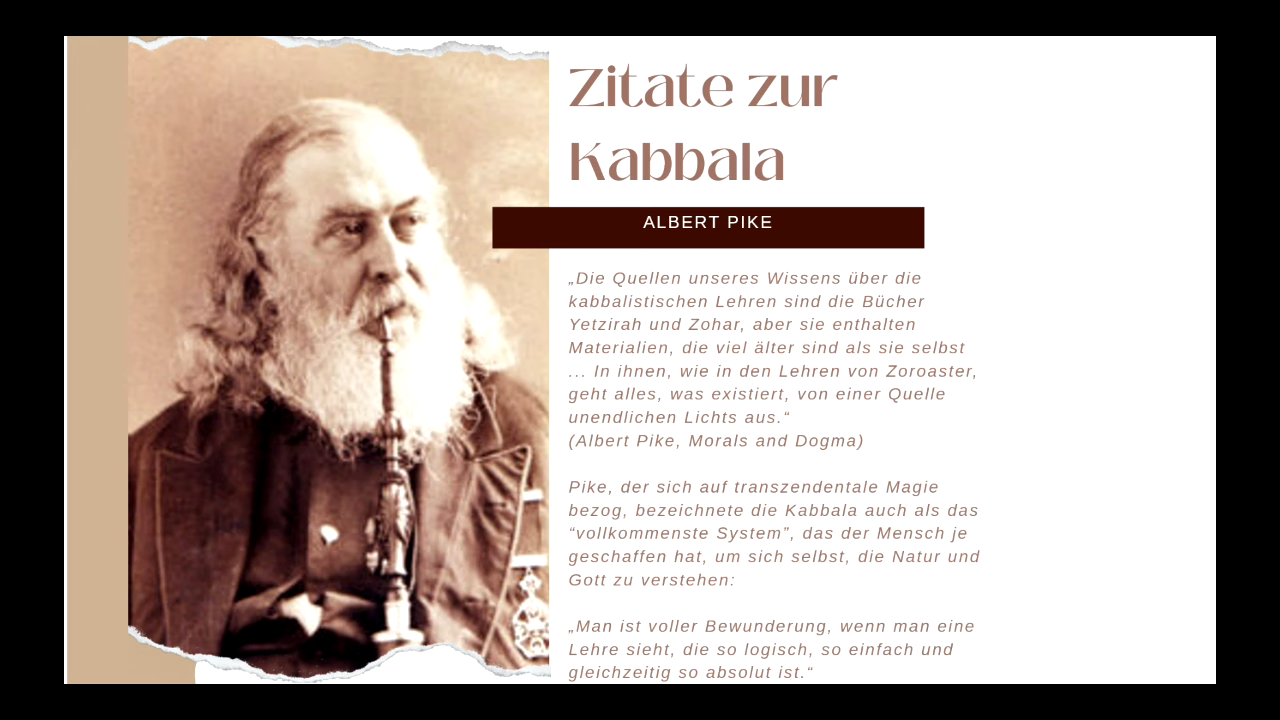 Zitate zur
Kabbala
ALBERT PIKE
„Die Quellen unseres Wissens über die
kabbalistischen Lehren sind die Bücher
Yetzirah und Zohar, aber sie enthalten
Materialien, die viel älter sind als sie selbst
... In ihnen, wie in den Lehren von Zoroaster,
geht alles, was existiert, von einer Quelle
unendlichen Lichts aus.“
(Albert Pike, Morals and Dogma)
Pike, der sich auf transzendentale Magie
bezog, bezeichnete die Kabbala auch als das
“vollkommenste System”, das der Mensch je
geschaffen hat, um sich selbst, die Natur und
Gott zu verstehen:
„Man ist voller Bewunderung, wenn man eine
Lehre sieht, die so logisch, so einfach und
gleichzeitig so absolut ist.“